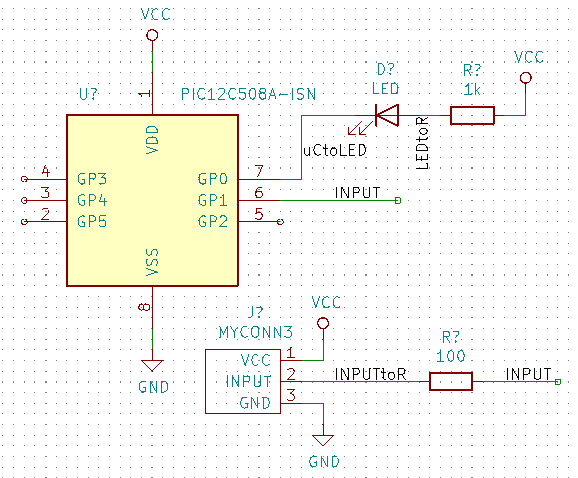 VCC
U?
PIC12C508A-ISN
1
VDD
D?
LED
R?
1k
VCC
uCtoLED
LEDtoR
4 GP3
GP0 7
3 GP4
GP1 6
INPUT
2 GP5
GP2 5
VSS
8
GND
J?
MYCONN3
VCC
VCC 1
INPUT 2
GND 3
INPUTtoR
R?
100
INPUT
GND